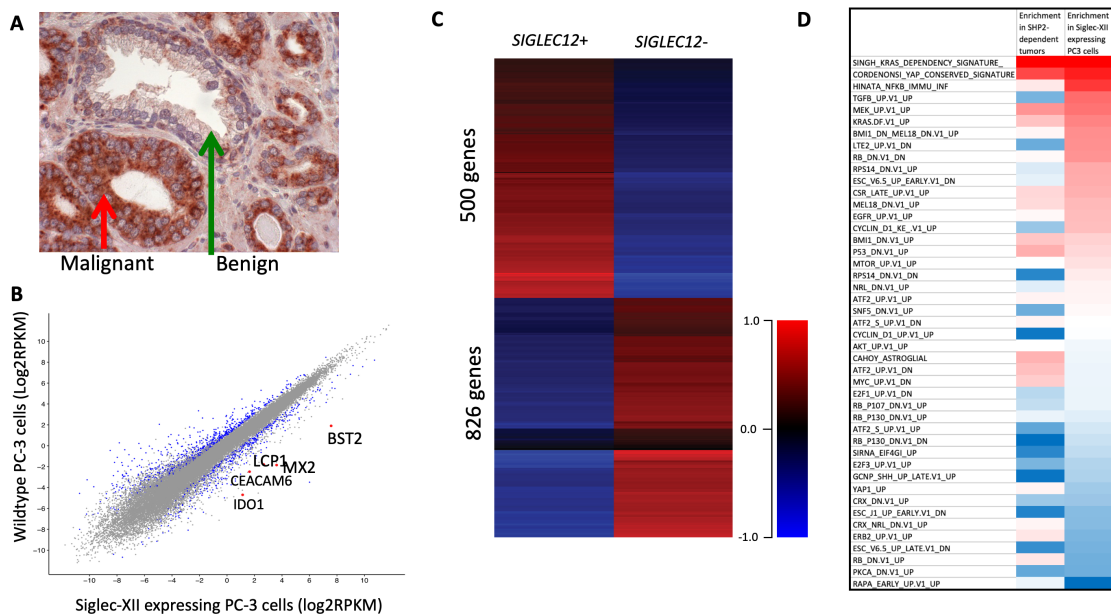 A
Malignant
Benign
B
Wildtype PC-3 cells (Log2RPKM)
10
8
6
4
2
0
-2
-4
-6
-8
-10
BST2
LCP1
MX2
CEACAM6
IDO1
-10
-8
-6
-4
-2
0
2
4
6
8
10
Siglec-XII expressing PC-3 cells (log2RPKM)
C
SIGLEC12+
SIGLEC12-
500 genes
826 genes
1.0
0.0
-1.0
D
Enrichment
in SHP2-
dependent
tumors
Enrichment
in Siglec-XII
expressing
PC3 cells
SINGH_KRAS_DEPENDENCY_SIGNATURE_
CORDENONSI_YAP_CONSERVED_SIGNATURE
HINATA_NFKB_IMMU_INF
TGFB_UP.V1_UP
MEK_UP.V1_UP
KRAS.DF.V1_UP
BMI1_DN_MEL18_DN.V1_UP
LTE2_UP.V1_DN
RB_DN.V1_DN
RPS14_DN.V1_UP
ESC_V6.5_UP_EARLY.V1_DN
CSR_LATE_UP.V1_UP
MEL18_DN.V1_UP
EGFR_UP.V1_UP
CYCLIN_D1_KE_.V1_UP
BMI1_DN.V1_UP
P53_DN.V1_UP
MTOR_UP.V1_UP
RPS14_DN.V1_DN
NRL_DN.V1_UP
ATF2_UP.V1_UP
SNF5_DN.V1_UP
ATF2_S_UP.V1_DN
CYCLIN_D1_UP.V1_UP
AKT_UP.V1_UP
CAHOY_ASTROGLIAL
ATF2_UP.V1_DN
MYC_UP.V1_DN
E2F1_UP.V1_DN
RB_P107_DN.V1_UP
RB_P130_DN.V1_UP
ATF2_S_UP.V1_UP
RB_P130_DN.V1_DN
SIRNA_EIF4GI_UP
E2F3_UP.V1_UP
GCNP_SHH_UP_LATE.V1_UP
YAP1_UP
CRX_DN.V1_UP
ESC_J1_UP_EARLY.V1_DN
CRX_NRL_DN.V1_UP
ERB2_UP.V1_UP
ESC_V6.5_UP_LATE.V1_DN
RB_DN.V1_UP
PKCA_DN.V1_UP
RAPA_EARLY_UP.V1_UP